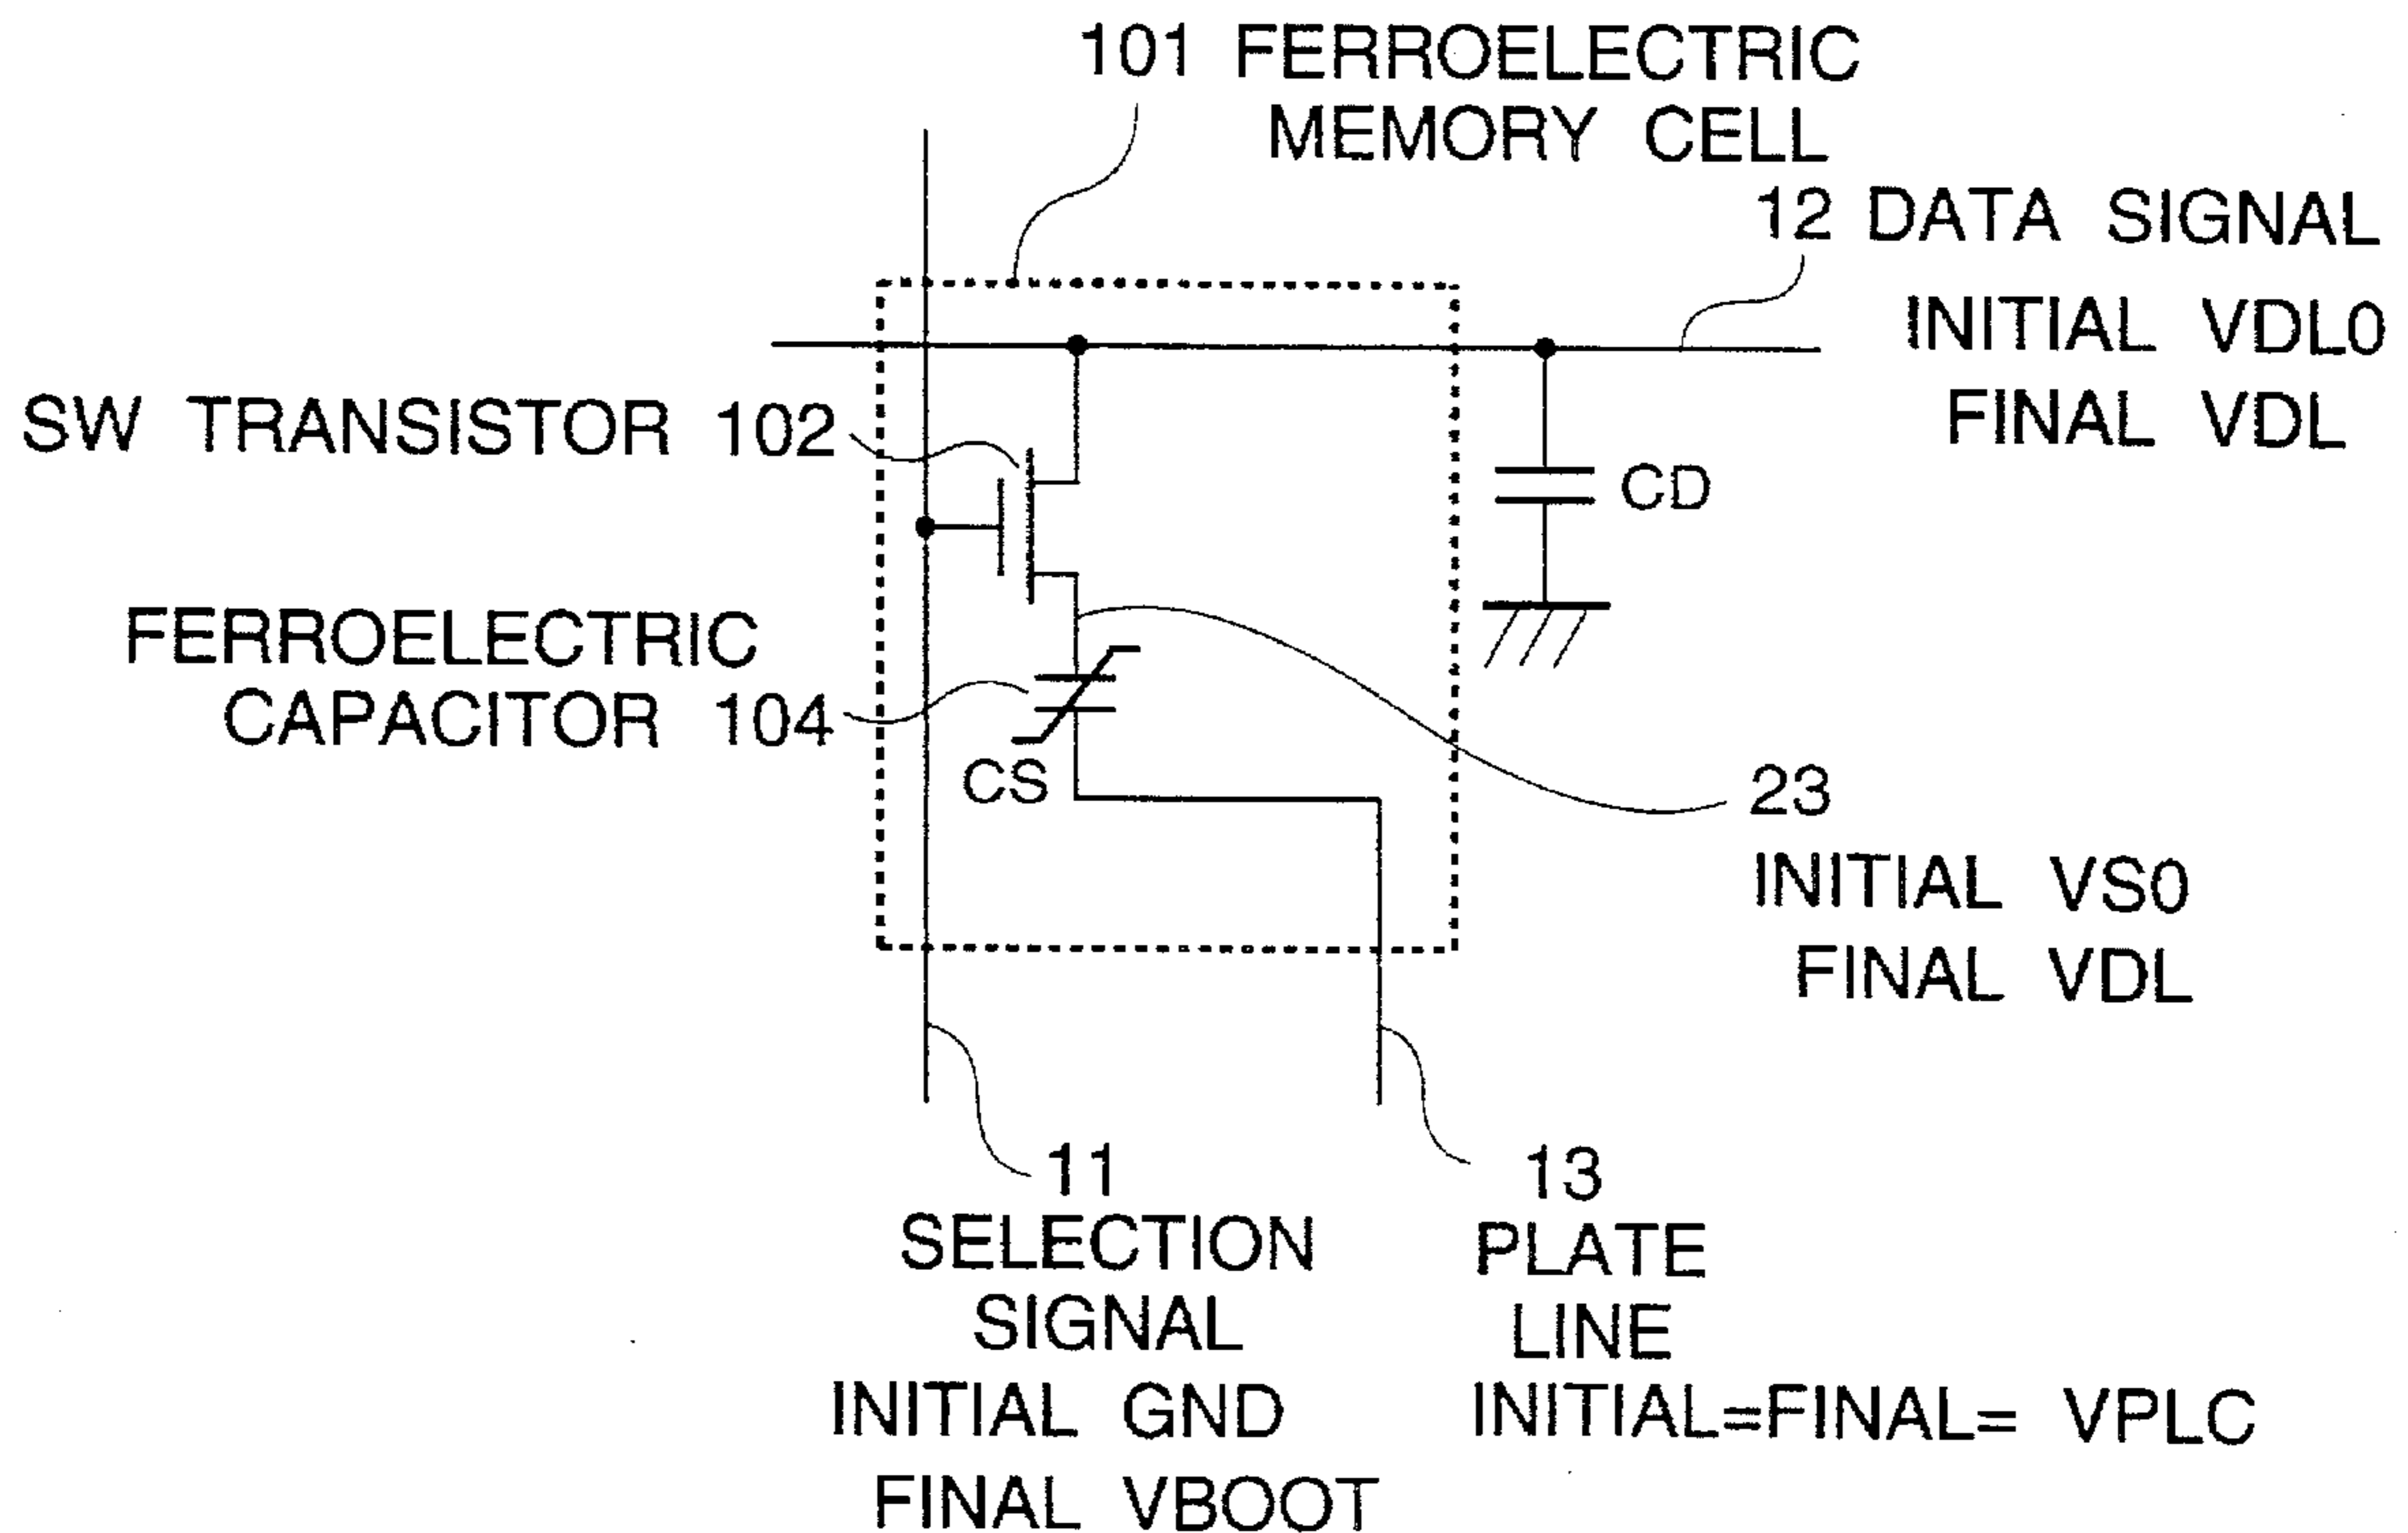 101 FERROELECTRIC
MEMORY CELL
12 DATA SIGNAL
INITIAL VDL0
FINAL VDL
SW TRANSISTOR 102
CD
FERROELECTRIC
CAPACITOR 104
CS
23
INITIAL VS0
FINAL VDL
11
SELECTION
SIGNAL
INITIAL GND
FINAL VBOOT
13
PLATE
LINE
INITIAL=FINAL= VPLC